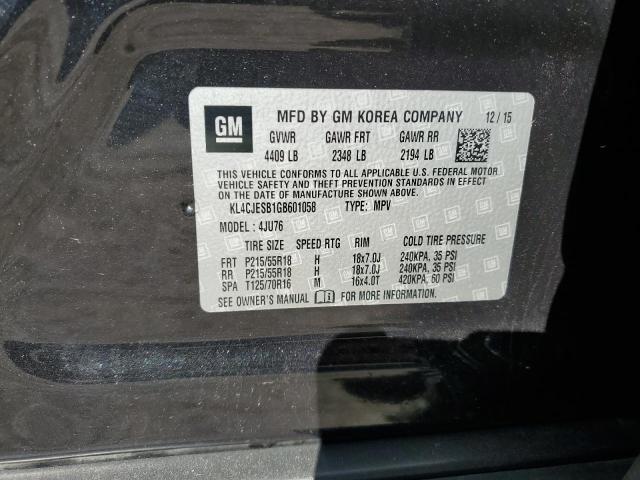 GM MFD BY GM KOREA COMPANY 12/15
GVWR GAWR FRT GAWR RR
4409 LB 2348 LB 2194 LB
THIS VEHICLE CONFORMS TO ALL APPLICABLE U.S. FEDERAL MOTOR
VEHICLE SAFETY AND THEFT PREVENTION STANDARDS IN EFFECT
ON THE DATE OF MANUFACTURE SHOWN ABOVE.
KL4CJESB1GB601058 TYPE: MPV
MODEL: 4JU76
TIRE SIZE SPEED RTG RIM COLD TIRE PRESSURE
FRT P215/55R18 H 18x7.0J 240KPA, 35 PSI
RR P215/55R18 H 18x7.0J 240KPA, 35 PSI
SPA T125/70R16 M 16x4.0T 420KPA, 60 PSI
SEE OWNER'S MANUAL FOR MORE INFORMATION.